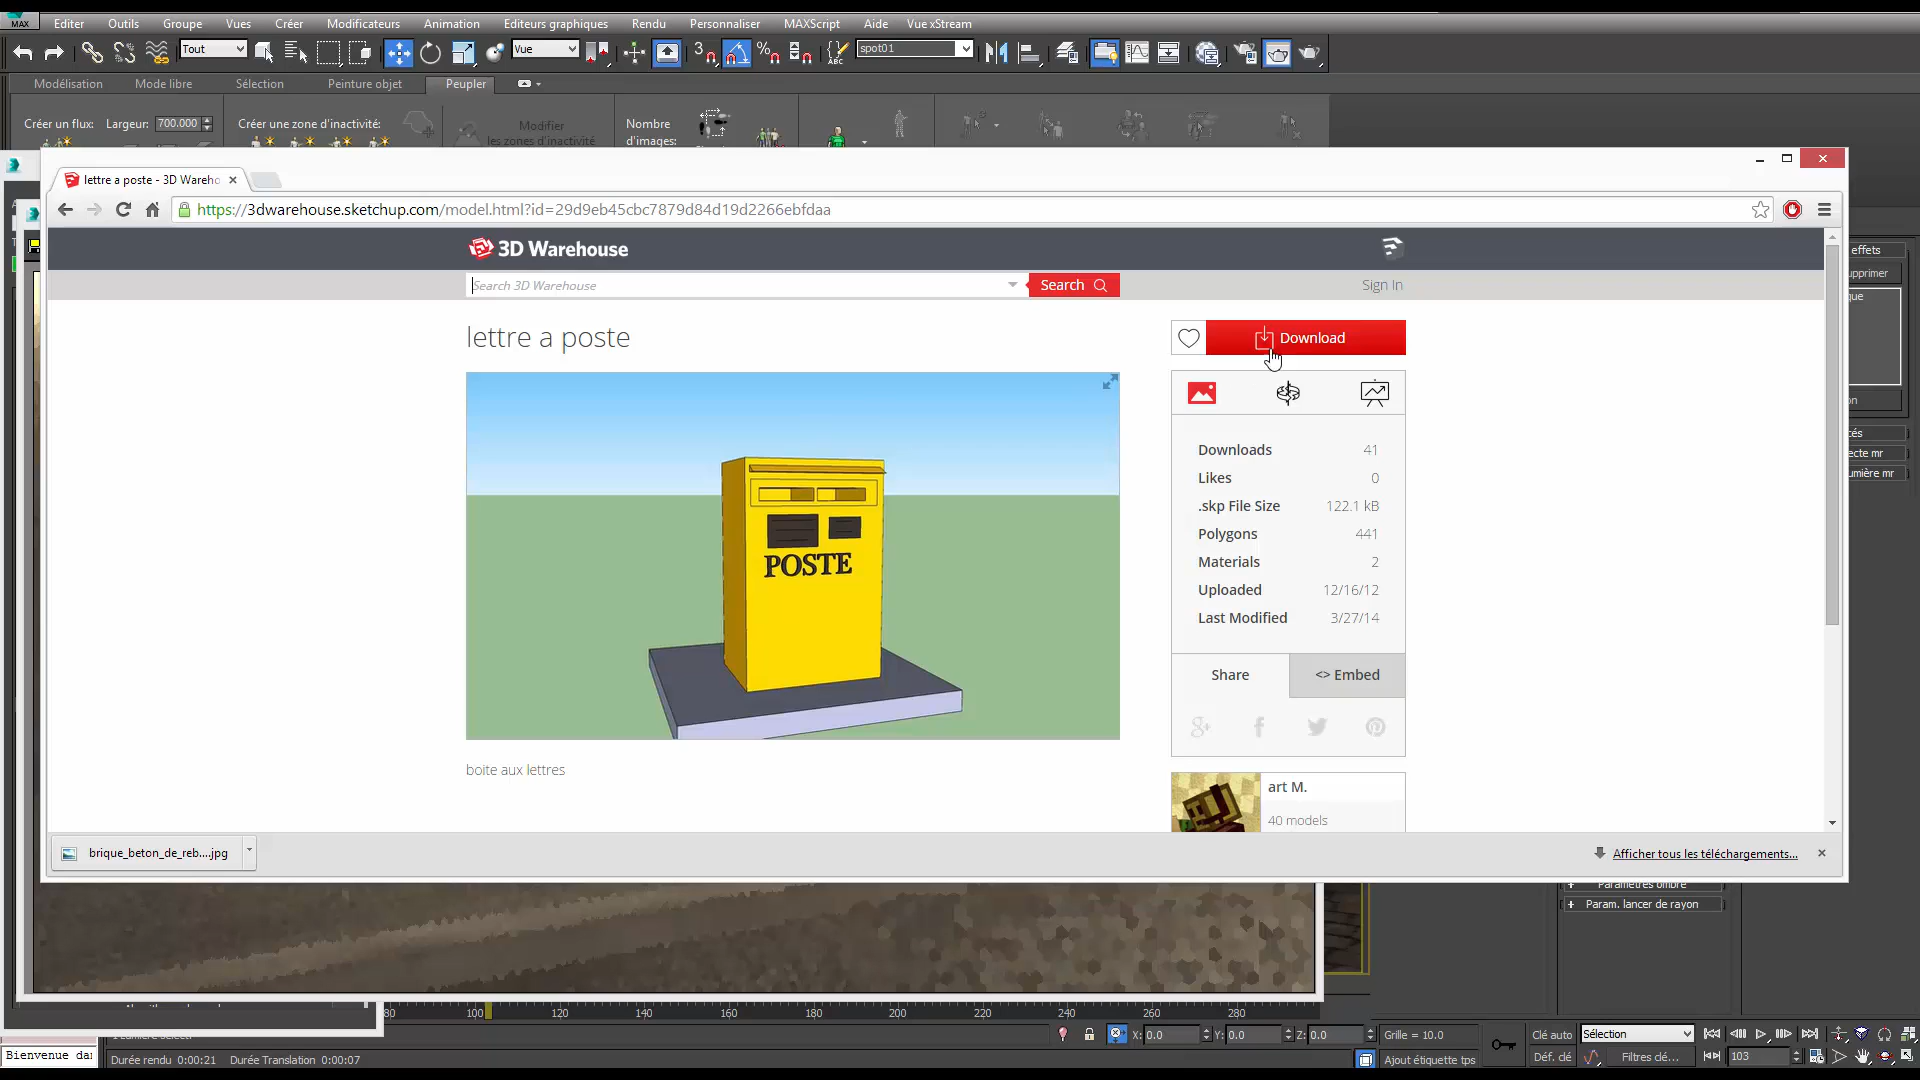 MAX
Editer Outils Groupe Vues Créer Modificateurs Animation Editeurs graphiques Rendu Personnaliser MAXScript Aide Vue xStream
Tout Vue 3 % ABC spot01
Modélisation Mode libre Sélection Peinture objet Peupler
Créer un flux: Largeur: 700.000 Créer une zone d'inactivité: Modifier les zones d'inactivité Nombre d'images:
lettre a poste - 3D Wareho
https://3dwarehouse.sketchup.com/model.html?id=29d9eb45cbc7879d84d19d2266ebfdaa
3D Warehouse
effets
Search 3D Warehouse Search Sign In
upprimer
que
lettre a poste
Download
Downloads 41
Likes 0
.skp File Size 122.1 kB
Polygons 441
Materials 2
Uploaded 12/16/12
Last Modified 3/27/14
POSTE
Share <> Embed
boite aux lettres
art M.
40 models
on
cés
ecte mr
umière mr
brique_beton_de_reb....jpg
Afficher tous les téléchargements...
+ Paramètres ombre
+ Param. lancer de rayon
80 100 120 140 160 180 200 220 240 260 280
X: 0.0 Y: 0.0 Z: 0.0 Grille = 10.0 Clé auto Sélection
Bienvenue da
Durée rendu 0:00:21 Durée Translation 0:00:07
Ajout étiquette tps Déf. clé Filtres clé... 103